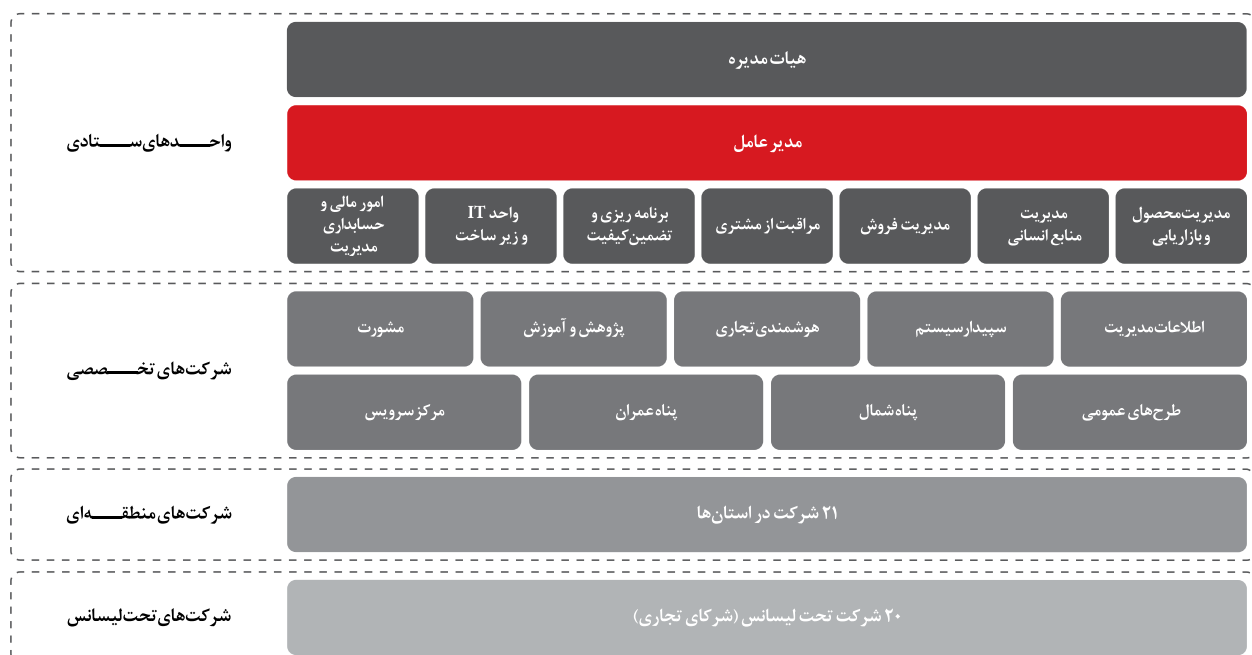 هیات مدیره
مدیر عامل
واحدهای ستادی
مدیریت محصول
و بازاریابی
مدیریت
منابع انسانی
مدیریت فروش
مراقبت از مشتری
برنامه ریزی و
تضمین کیفیت
واحد IT
و زیر ساخت
امور مالی و
حسابداری
مدیریت
اطلاعات مدیریت
سپیدار سیستم
هوشمندی تجاری
پژوهش و آموزش
مشورت
شرکت‌های تخصصی
طرح‌های عمومی
پناه شمال
پناه عمران
مرکز سرویس
۲۱ شرکت در استان‌ها
شرکت‌های منطقه‌ای
۲۰ شرکت تحت لیسانس (شرکای تجاری)
شرکت‌های تحت لیسانس